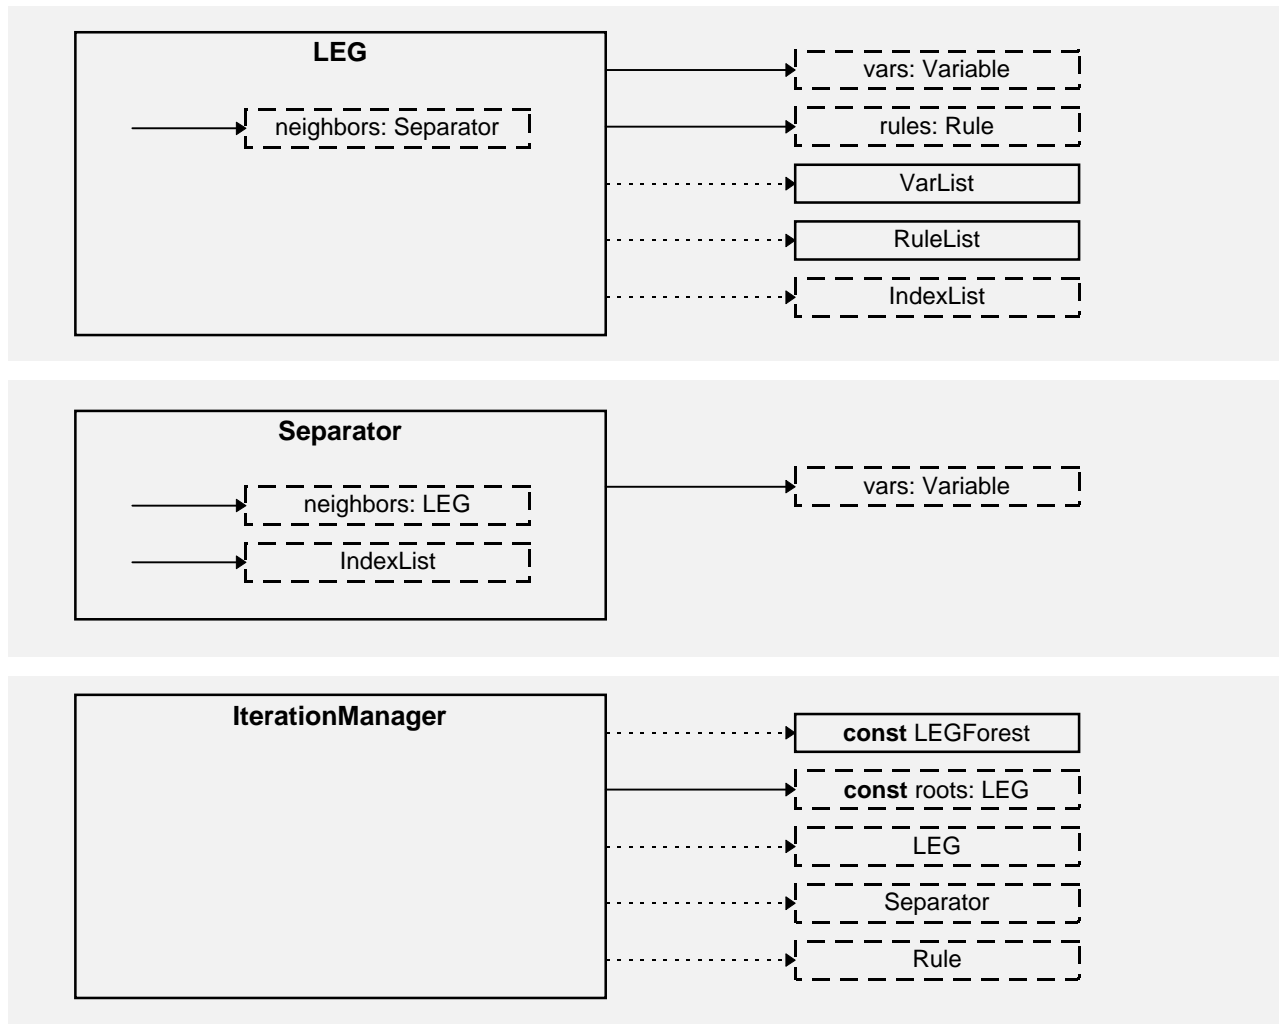 LEG
vars: Variable
neighbors: Separator
rules: Rule
VarList
RuleList
IndexList
Separator
vars: Variable
neighbors: LEG
IndexList
IterationManager
const LEGForest
const roots: LEG
LEG
Separator
Rule